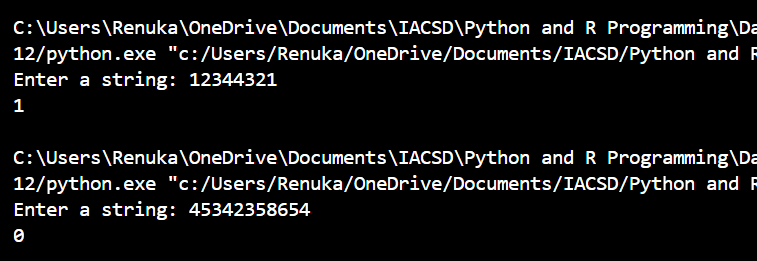 C:\Users\Renuka\OneDrive\Documents\IACSD\Python and R Programming\Da
12/python.exe "c:/Users/Renuka/OneDrive/Documents/IACSD/Python and R
Enter a string: 12344321
1
C:\Users\Renuka\OneDrive\Documents\IACSD\Python and R Programming\Da
12/python.exe "c:/Users/Renuka/OneDrive/Documents/IACSD/Python and R
Enter a string: 45342358654
0